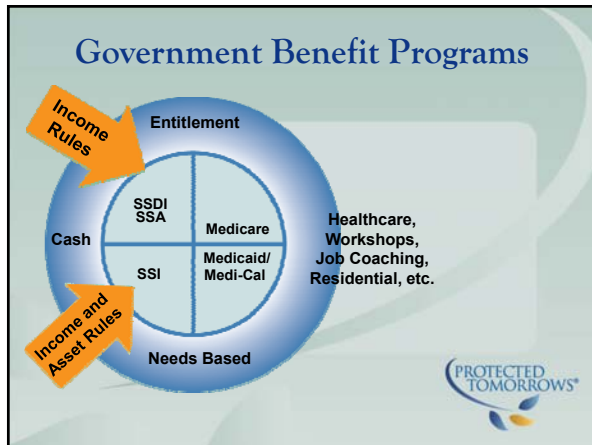 Government Benefit Programs
Income
Rules
Entitlement
SSDI
SSA
Medicare
Cash
SSI
Medicaid/
Medi-Cal
Healthcare,
Workshops,
Job Coaching,
Residential, etc.
Income and
Asset Rules
Needs Based
PROTECTED
TOMORROWS®